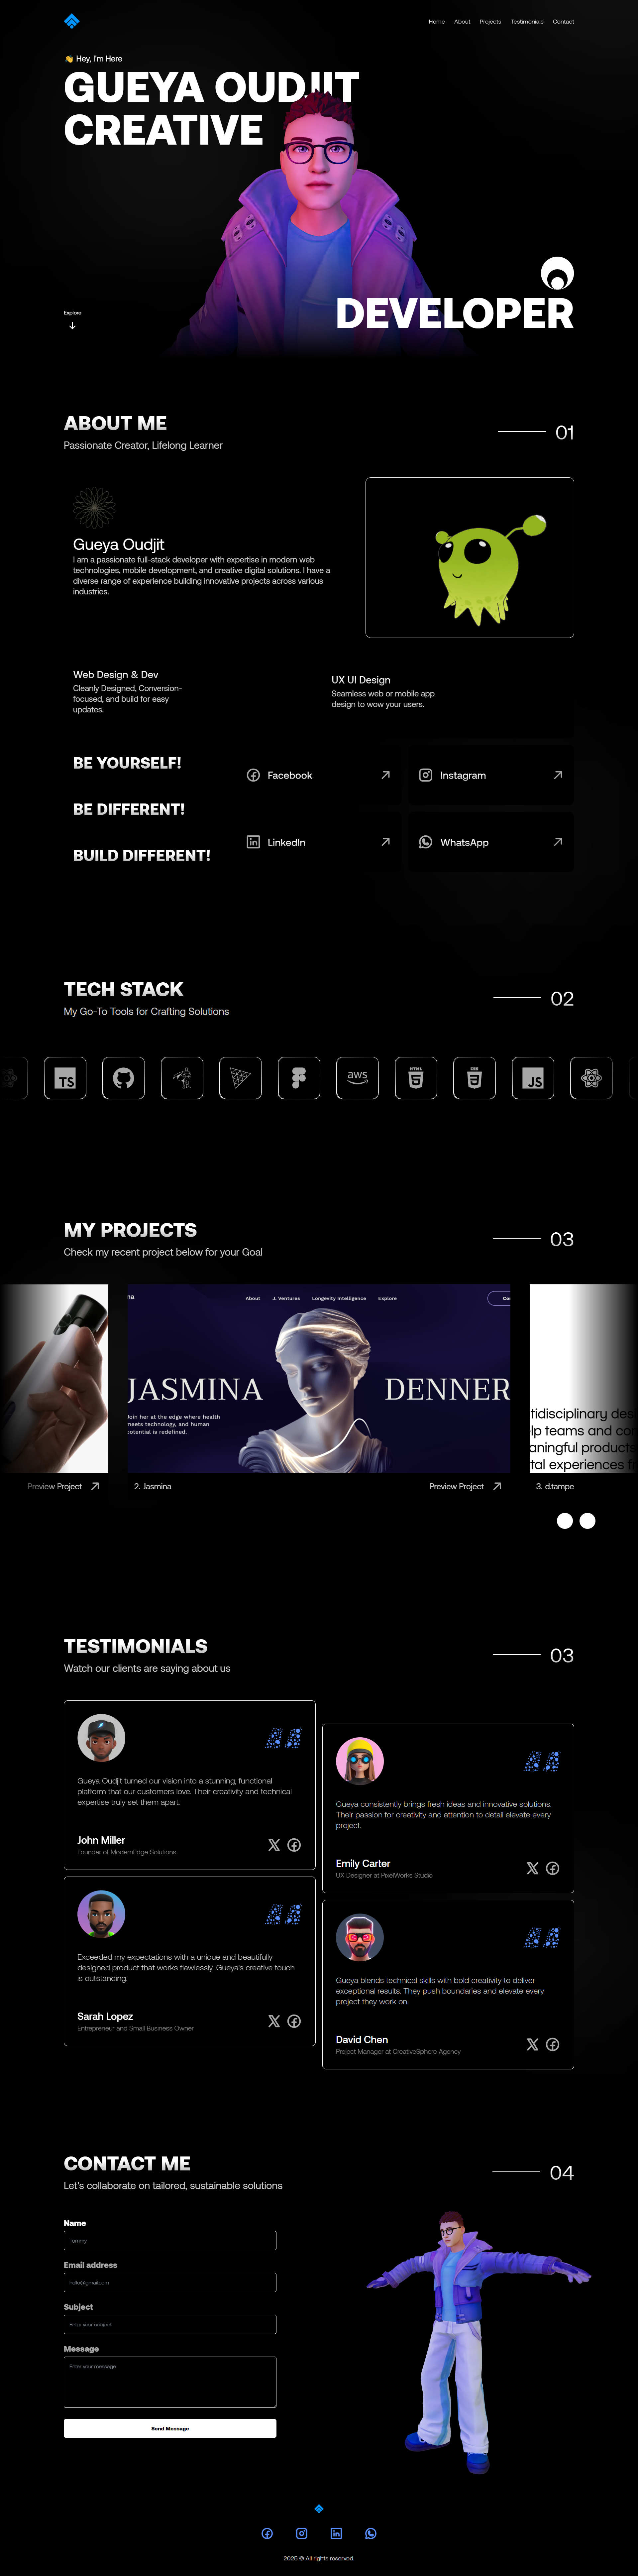 Home About Projects Testimonials Contact
👋 Hey, I'm Here
GUEYA OUDJIT
CREATIVE
DEVELOPER
Explore
ABOUT ME
Passionate Creator, Lifelong Learner
01
Gueya Oudjit
I am a passionate full-stack developer with expertise in modern web
technologies, mobile development, and creative digital solutions. I have a
diverse range of experience building innovative projects across various
industries.
Web Design & Dev
Cleanly Designed, Conversion-
focused, and build for easy
updates.
UX UI Design
Seamless web or mobile app
design to wow your users.
BE YOURSELF!
BE DIFFERENT!
BUILD DIFFERENT!
Facebook
Instagram
LinkedIn
WhatsApp
TECH STACK
My Go-To Tools for Crafting Solutions
02
TS
aws
HTML
5
CSS
3
JS
MY PROJECTS
Check my recent project below for your Goal
03
na
About J. Ventures Longevity Intelligence Explore
Co
JASMINA DENNER
Join her at the edge where health
meets technology, and human
potential is redefined.
ltidisciplinary des
elp teams and co
aningful products
tal experiences f
Preview Project
2. Jasmina
Preview Project
3. d.tampe
TESTIMONIALS
Watch our clients are saying about us
03
Gueya Oudjit turned our vision into a stunning, functional
platform that our customers love. Their creativity and technical
expertise truly set them apart.
John Miller
Founder of ModernEdge Solutions
Gueya consistently brings fresh ideas and innovative solutions.
Their passion for creativity and attention to detail elevate every
project.
Emily Carter
UX Designer at PixelWorks Studio
Exceeded my expectations with a unique and beautifully
designed product that works flawlessly. Gueya's creative touch
is outstanding.
Sarah Lopez
Entrepreneur and Small Business Owner
Gueya blends technical skills with bold creativity to deliver
exceptional results. They push boundaries and elevate every
project they work on.
David Chen
Project Manager at CreativeSphere Agency
CONTACT ME
Let's collaborate on tailored, sustainable solutions
04
Name
Tommy
Email address
hello@gmail.com
Subject
Enter your subject
Message
Enter your message
Send Message
2025 © All rights reserved.